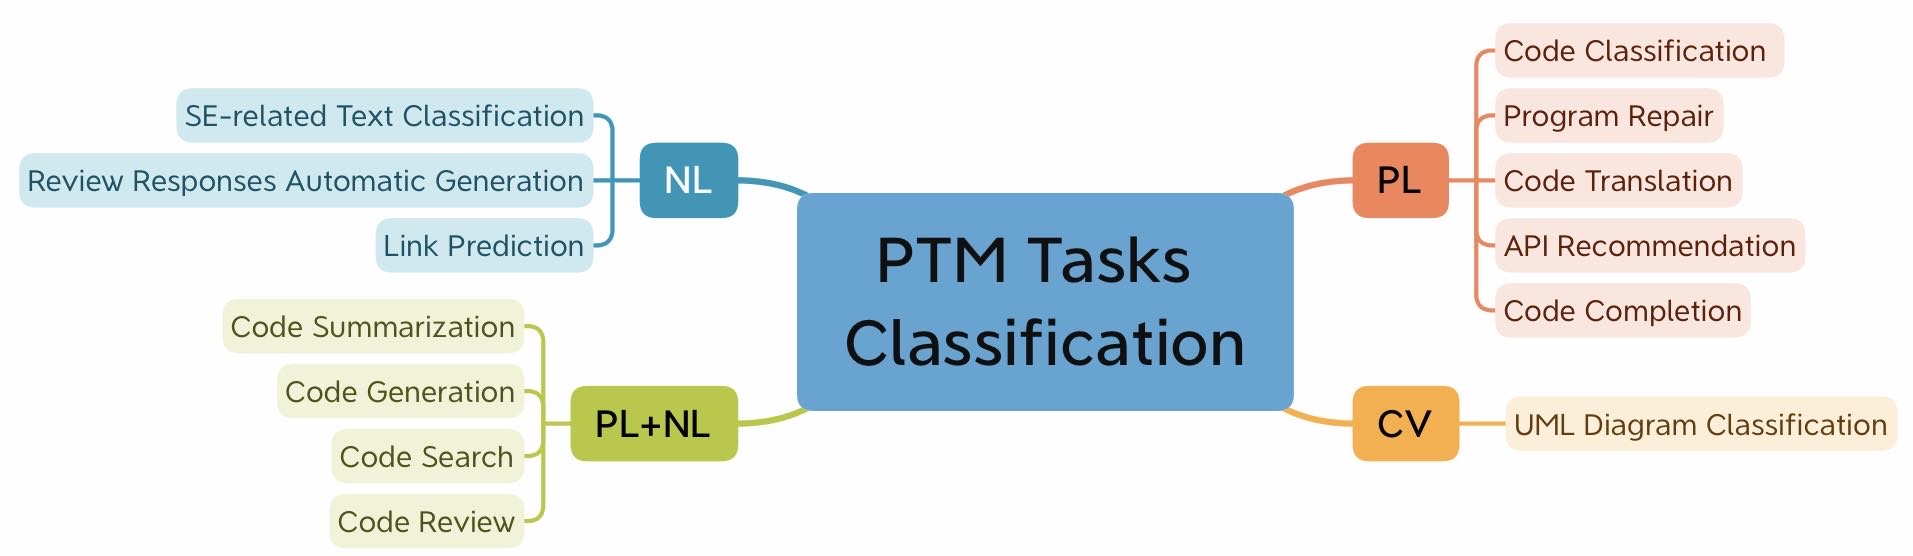 PTM Tasks
Classification
NL
SE-related Text Classification
Review Responses Automatic Generation
Link Prediction
PL+NL
Code Summarization
Code Generation
Code Search
Code Review
PL
Code Classification
Program Repair
Code Translation
API Recommendation
Code Completion
CV
UML Diagram Classification